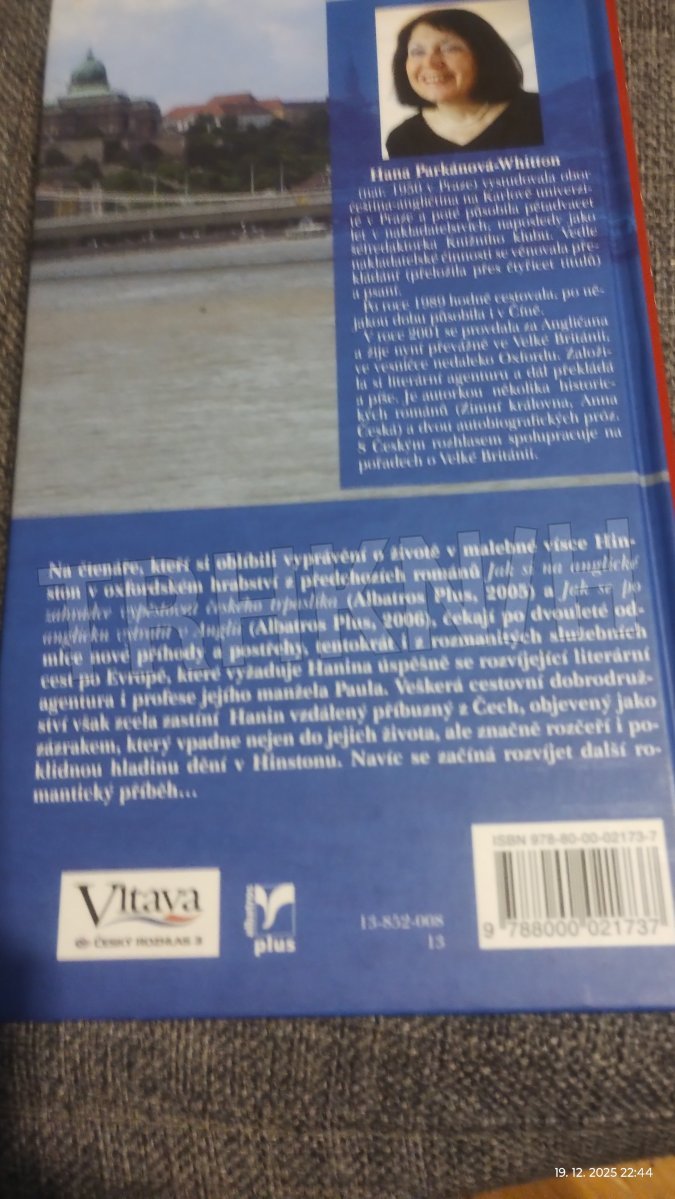 Hana Parkánová-Whitton
(nar. 1950 v Praze) vystudovala obor
čeština-angličtina na Karlově univerzi-
tě v Praze a poté působila pětadvacet
let v nakladatelstvích, naposledy jako
šéfredaktorka Knižního klubu. Vedle
nakladatelské činnosti se věnovala pře-
kládání (přeložila přes čtyřicet titulů)
a psaní.
Po roce 1989 hodně cestovala, po ně-
jakou dobu působila i v Číně.
V roce 2001 se provdala za Angličana
a žije nyní převážně ve Velké Británii,
ve vesničce nedaleko Oxfordu. Založi-
la si literární agenturu a dál překládá
a píše. Je autorkou několika historic-
kých románů (Zimní královna, Anna
Česká) a dvou autobiografických próz.
S Českým rozhlasem spolupracuje na
pořadech o Velké Británii.
Na čtenáře, kteří si oblíbili vyprávění o životě v malebné vísce Hin-
ston v oxfordském hrabství z předchozích románů Jak si na anglické
zahradce vypěstovat českého trpaslíka (Albatros Plus, 2005) a Jak se po
anglicku vdávat v Anglii (Albatros Plus, 2006), čekají po dvouleté od-
mlce nové příhody a postřehy, tentokrát i z romantických služebních
cest po Evropě, které vyžaduje Hanina úspěšně se rozvíjející literární
agentura i profese jejího manžela Paula. Veškerá cestovní dobrodruž-
ství však zcela zastíní Hanin vzdálený příbuzný z Čech, objevený jako
zázrakem, který vpadne nejen do jejich života, ale značně rozčeří i po-
klidnou hladinu dění v Hinstonu. Navíc se začíná rozvíjet další ro-
mantický příběh...
ISBN 978-80-00-02173-7
9 788000 021737
Vltava
ČESKÝ ROZHLAS 3
albatros
plus
13-832-008
13
TRHKNIH
19. 12. 2025 22:44